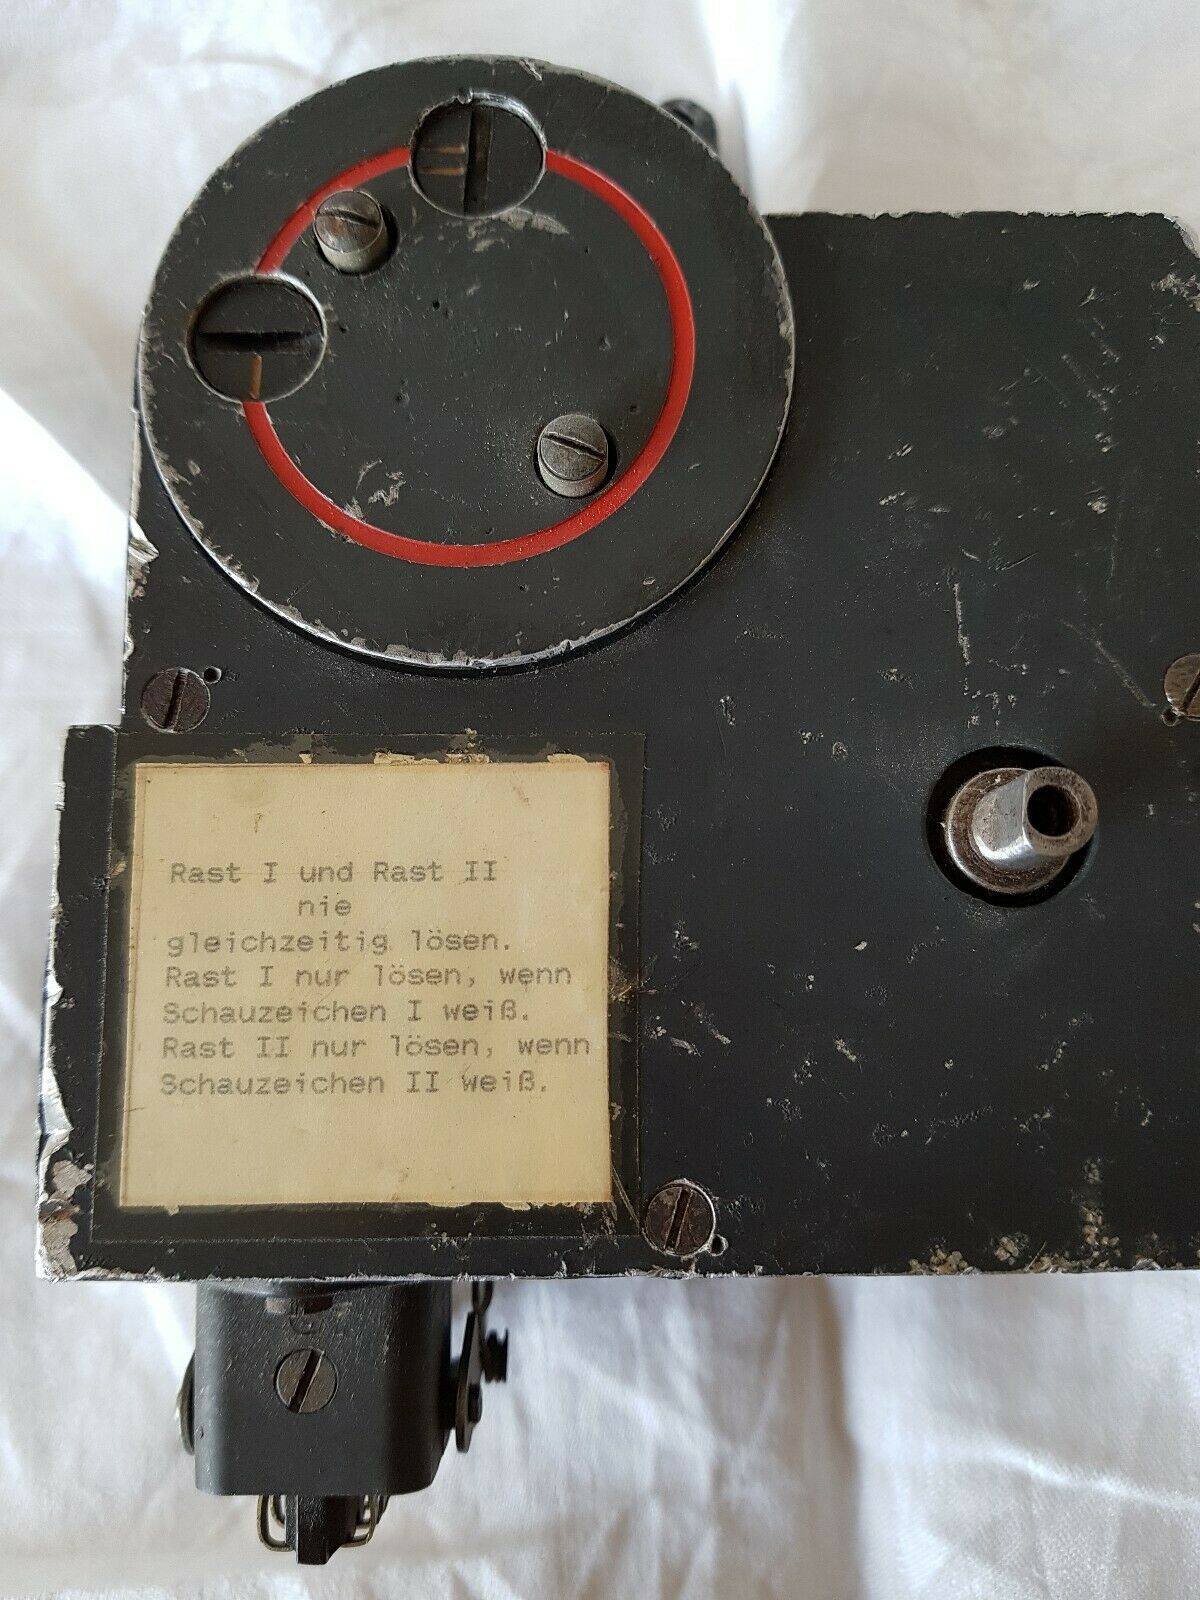 II
I
Rast I und Rast II
nie
gleichzeitig lösen.
Rast I nur lösen, wenn
Schauzeichen I weiß.
Rast II nur lösen, wenn
Schauzeichen II weiß.